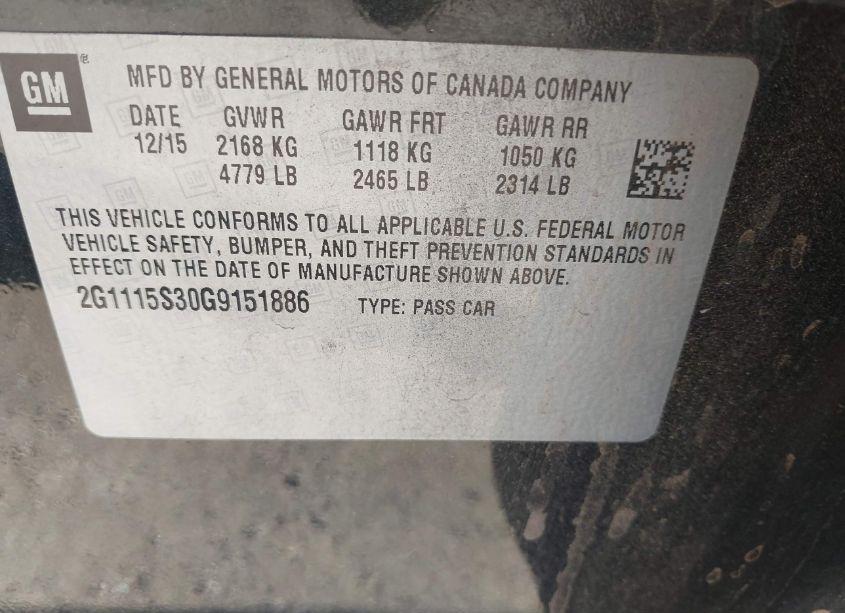 GM
MFD BY GENERAL MOTORS OF CANADA COMPANY
DATE GVWR GAWR FRT GAWR RR
12/15 2168 KG 1118 KG 1050 KG
4779 LB 2465 LB 2314 LB
THIS VEHICLE CONFORMS TO ALL APPLICABLE U.S. FEDERAL MOTOR
VEHICLE SAFETY, BUMPER, AND THEFT PREVENTION STANDARDS IN
EFFECT ON THE DATE OF MANUFACTURE SHOWN ABOVE.
2G1115S30G9151886 TYPE: PASS CAR